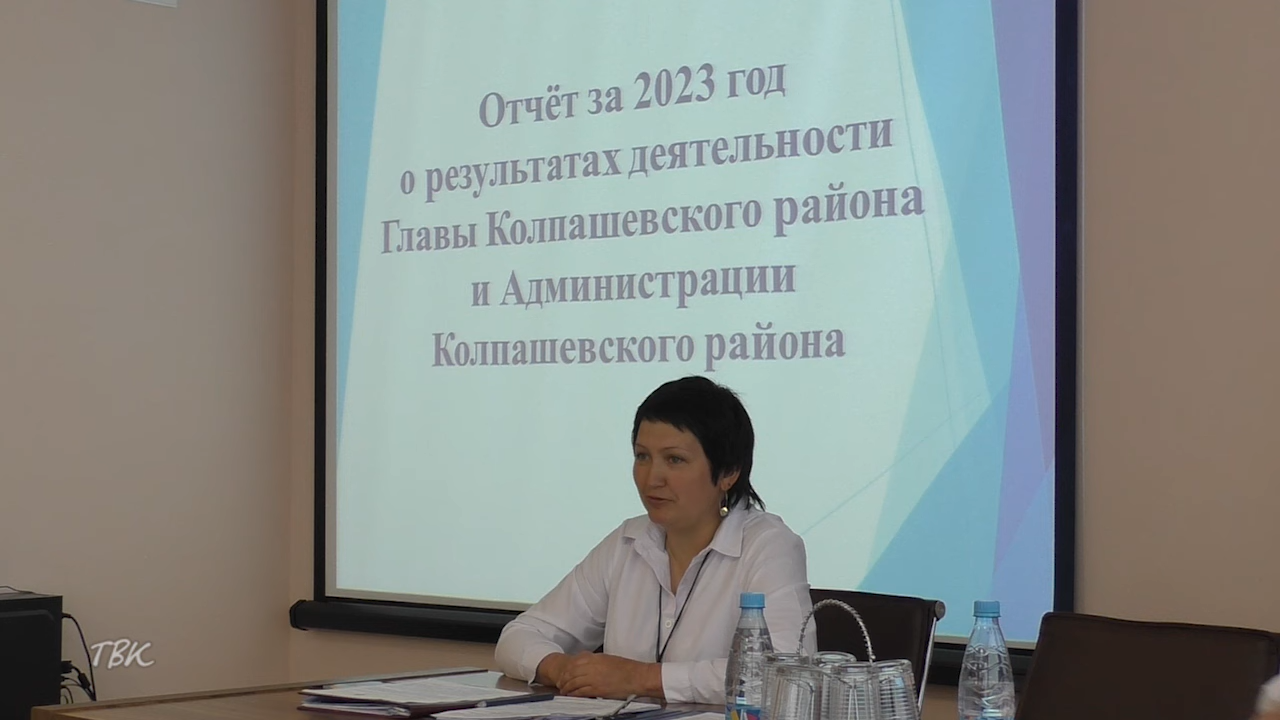 Отчёт за 2023 год
о результатах деятельности
Главы Колпашевского района
и Администрации
Колпашевского района
ТВК